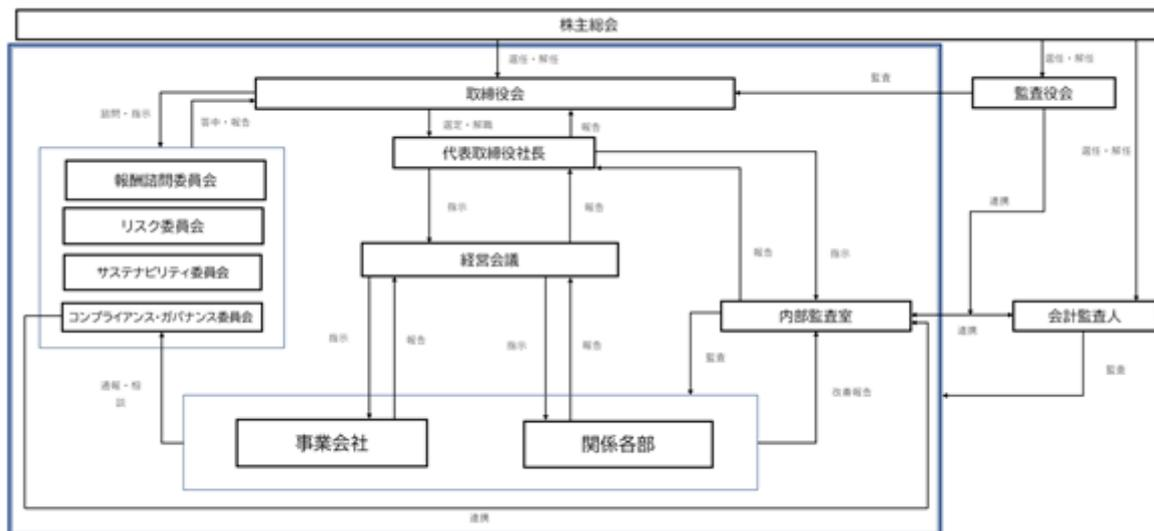 株主総会
選任・解任
選任・解任
監査
取締役会
監査役会
諮問・指示
答申・報告
選定・解職
報告
代表取締役社長
選任・解任
報酬諮問委員会
リスク委員会
サステナビリティ委員会
コンプライアンス・ガバナンス委員会
指示
報告
連携
経営会議
報告
指示
内部監査室
会計監査人
連携
指示
報告
指示
報告
監査
監査
通報・相
談
改善報告
事業会社
関係各部
連携